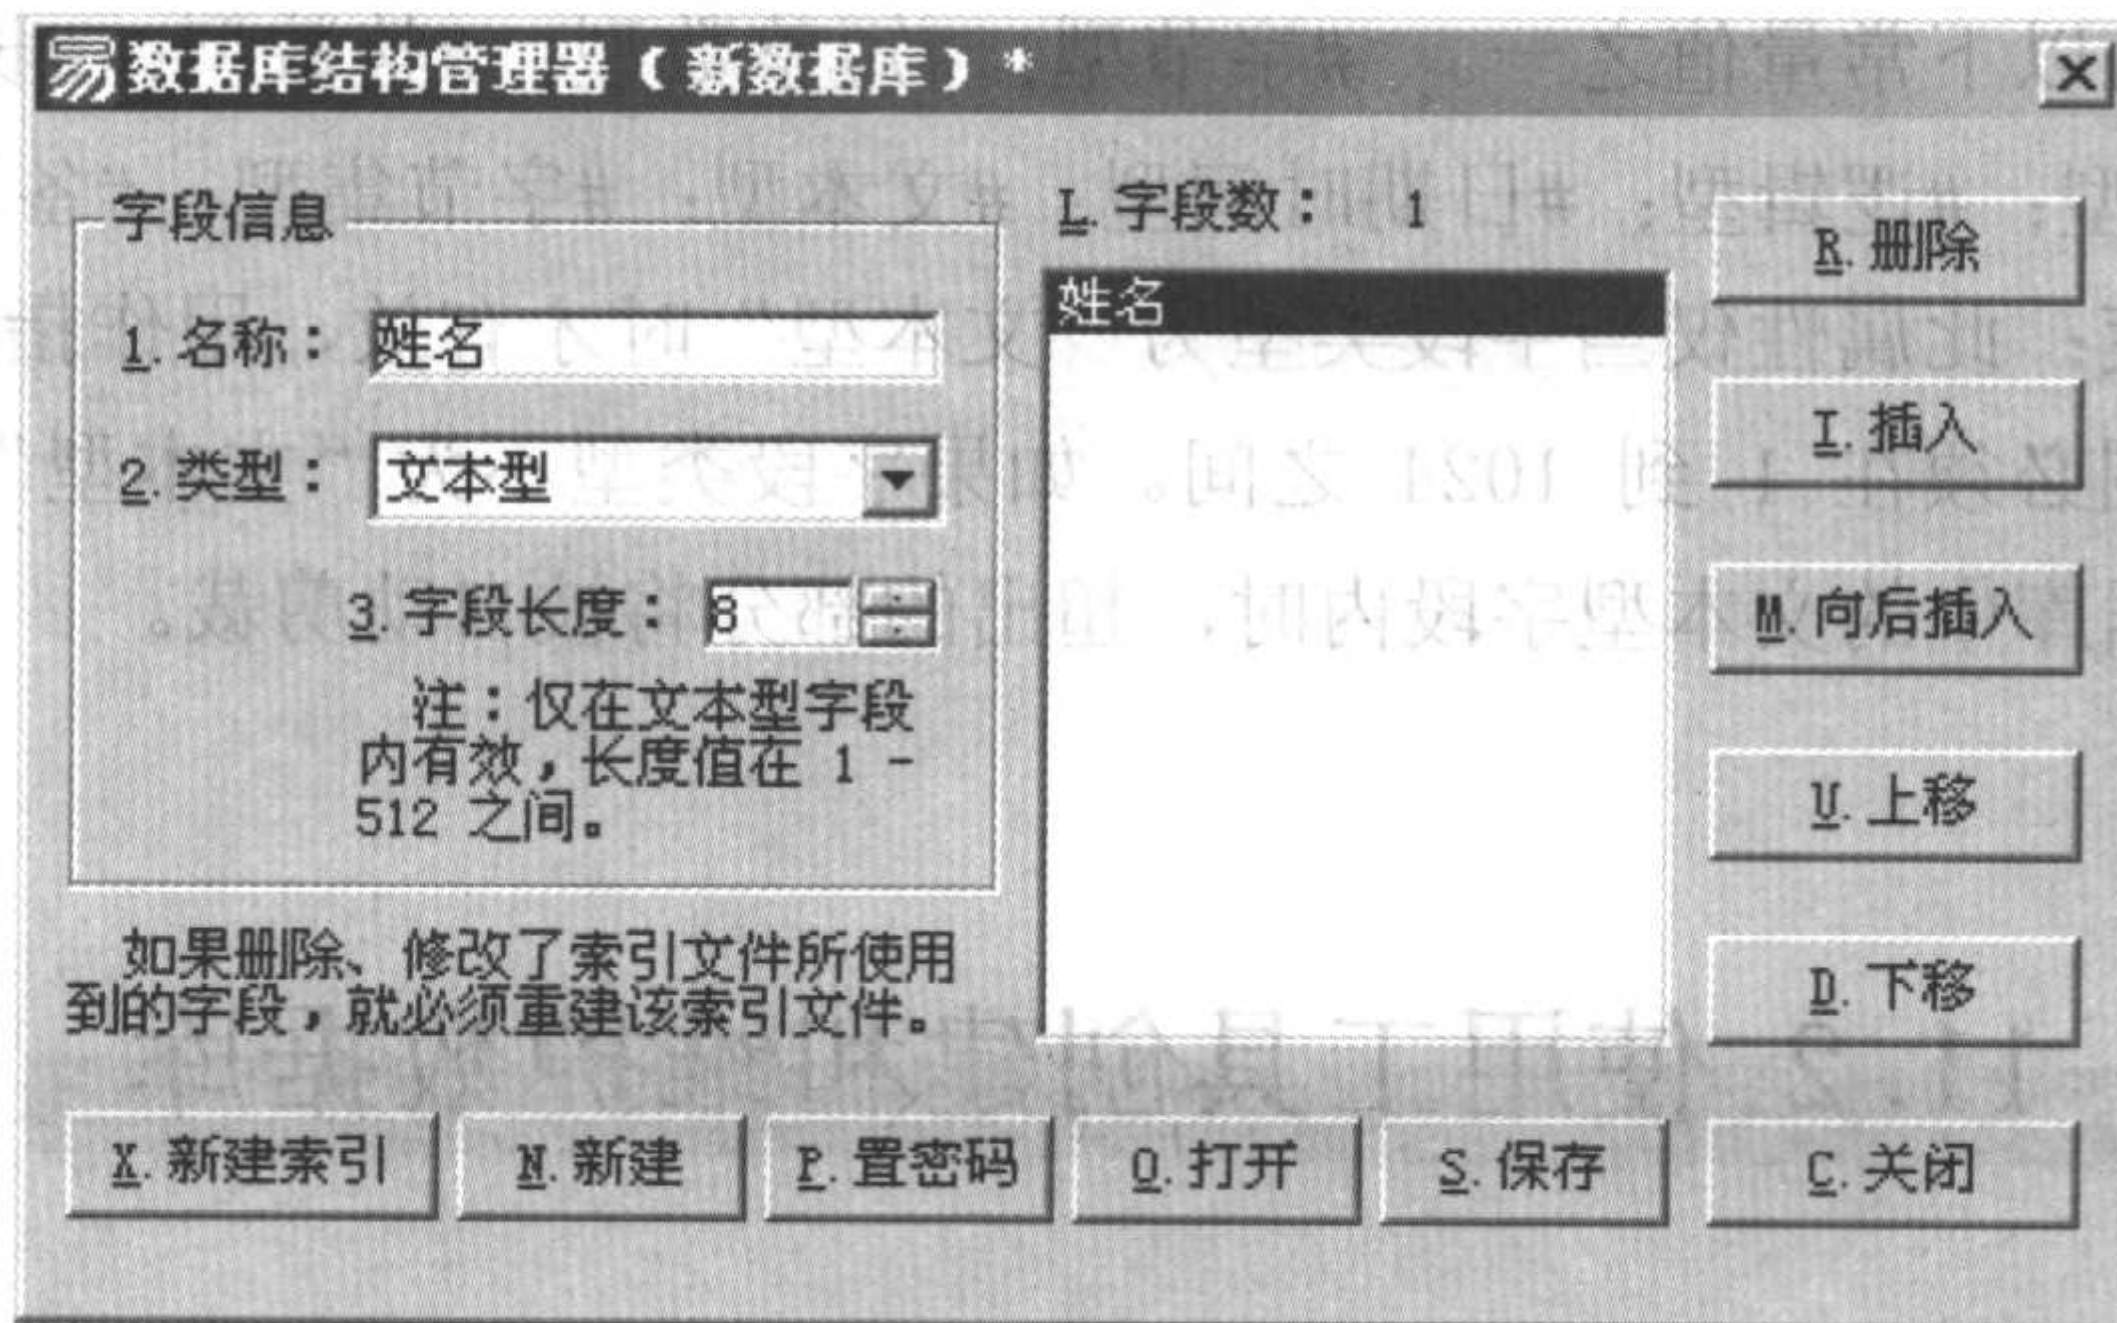 易数据库结构管理器（新数据库）*
字段信息
1. 名称： 姓名
2. 类型： 文本型
3. 字段长度： 8
注：仅在文本型字段
内有效，长度值在 1 -
512 之间。
如果删除、修改了索引文件所使用
到的字段，就必须重建该索引文件。
L. 字段数： 1
姓名
R. 删除
I. 插入
M. 向后插入
U. 上移
D. 下移
X. 新建索引
N. 新建
P. 置密码
O. 打开
S. 保存
C. 关闭